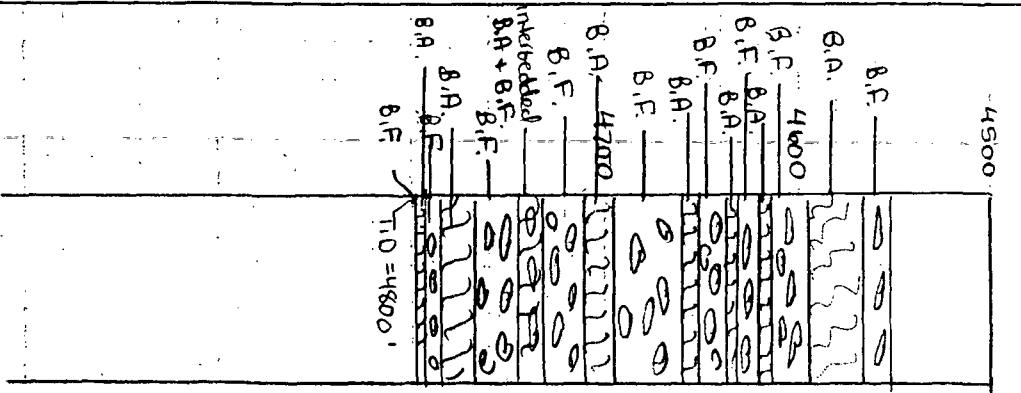 4500
B.F.
B.A.
4600
B.F.
B.A.
B.F.
B.A.
B.F.
B.A.
B.F.
4700
B.A.
B.F.
interbedded
B.A + B.F.
B.F.
B.A.
B.F
B.A.
B.F.
T.D = 4800'